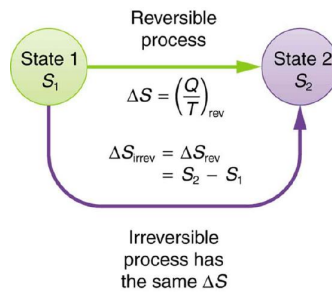 Reversible
process
State 1
S₁
State 2
S₂
ΔS = (Q/T)rev
ΔSirrev = ΔSrev
= S₂ − S₁
Irreversible
process has
the same ΔS